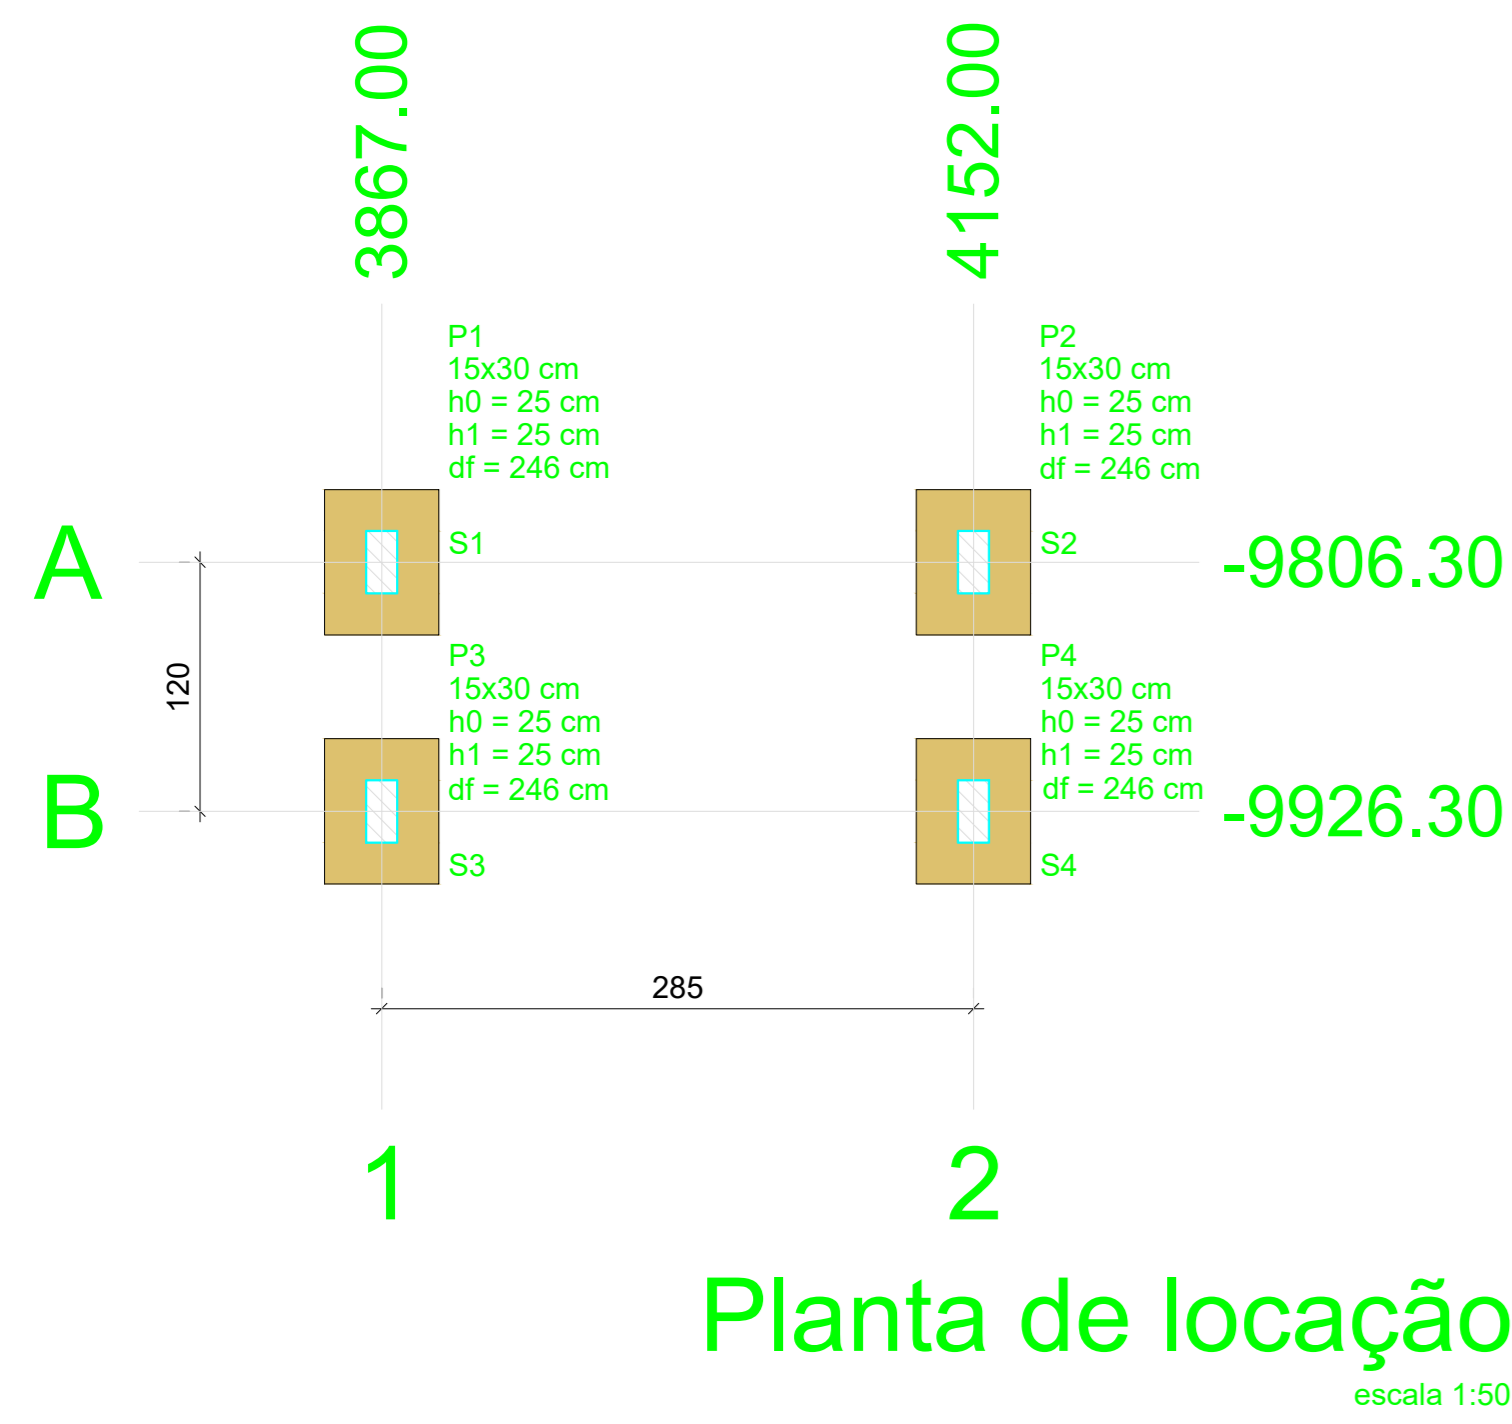 3867.00
4152.00
P1
15x30 cm
h0 = 25 cm
h1 = 25 cm
df = 246 cm
P2
15x30 cm
h0 = 25 cm
h1 = 25 cm
df = 246 cm
A
S1
S2
-9806.30
120
P3
15x30 cm
h0 = 25 cm
h1 = 25 cm
df = 246 cm
P4
15x30 cm
h0 = 25 cm
h1 = 25 cm
df = 246 cm
B
-9926.30
S3
S4
285
1
2
Planta de locação
escala 1:50